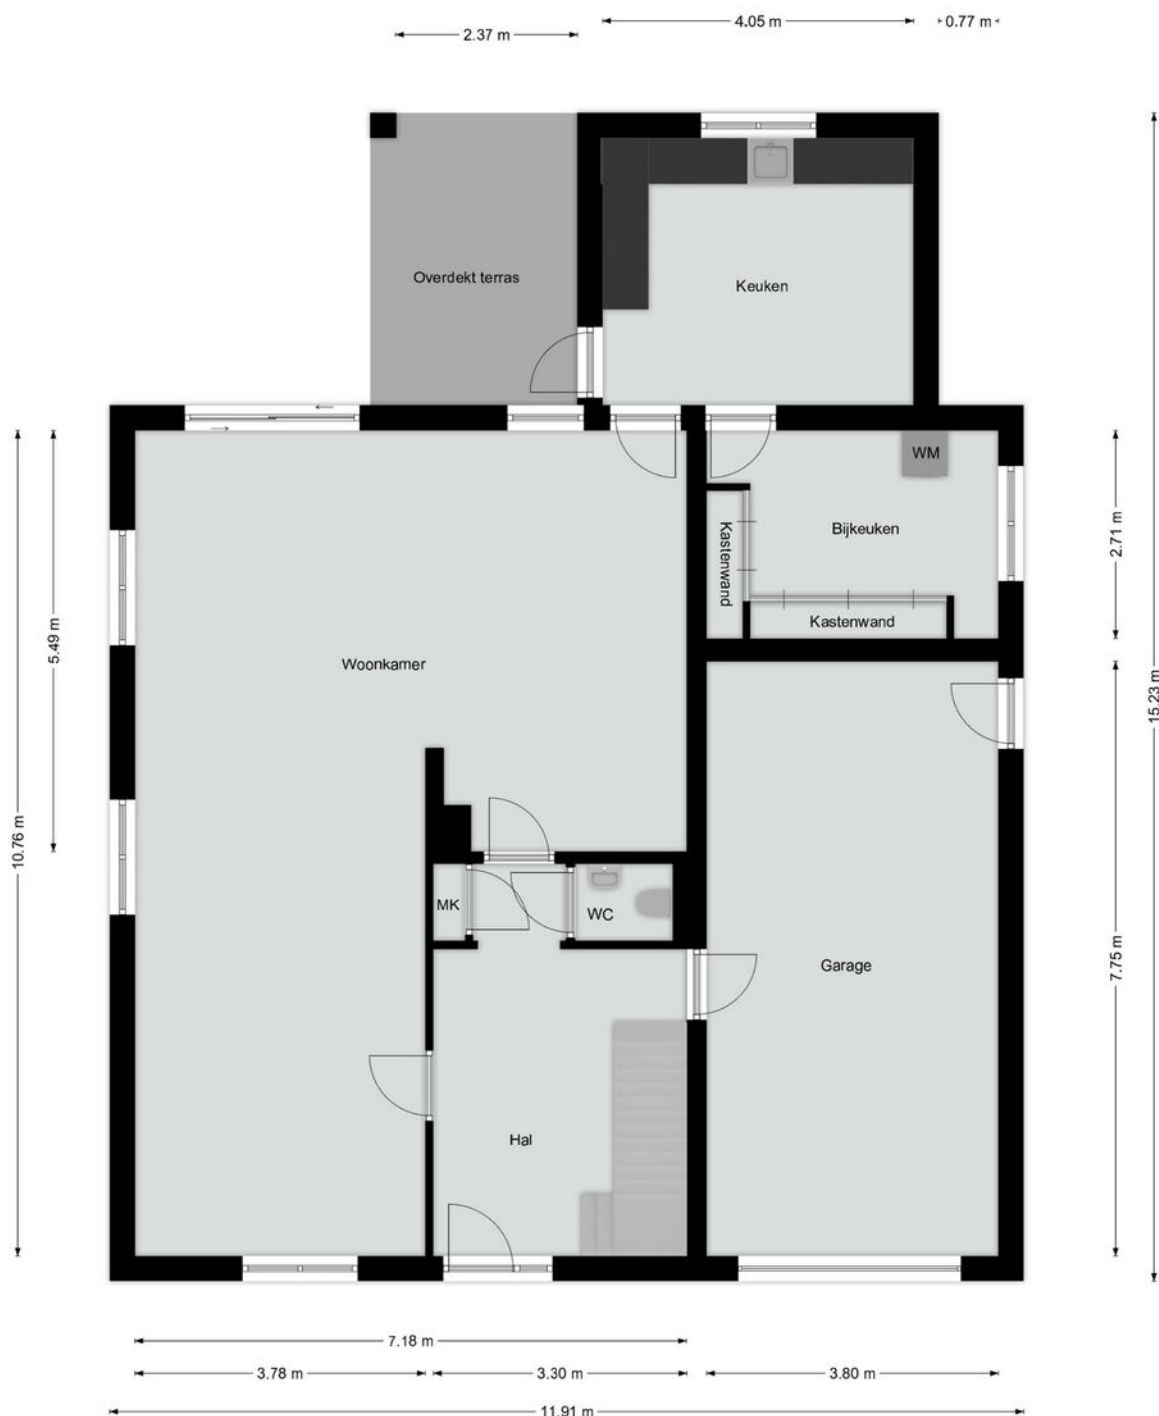 4.05 m
0.77 m
2.37 m
Overdekt terras
Keuken
WM
Bijkeuken
Kastenwand
Kastenwand
2.71 m
5.49 m
Woonkamer
15.23 m
10.76 m
MK
WC
Garage
7.75 m
Hal
7.18 m
3.78 m
3.30 m
3.80 m
11.91 m